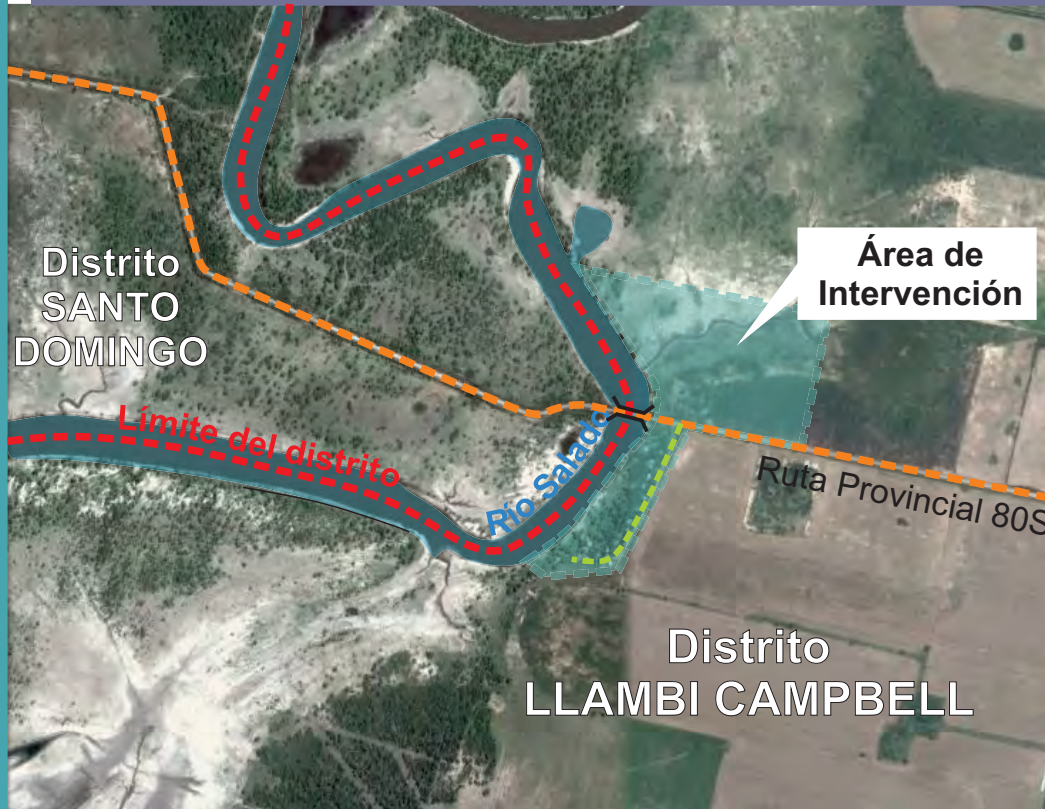 Área de
Intervención
Distrito
SANTO
DOMINGO
Límite del distrito
Río Salado
Ruta Provincial 80S
Distrito
LLAMBI CAMPBELL